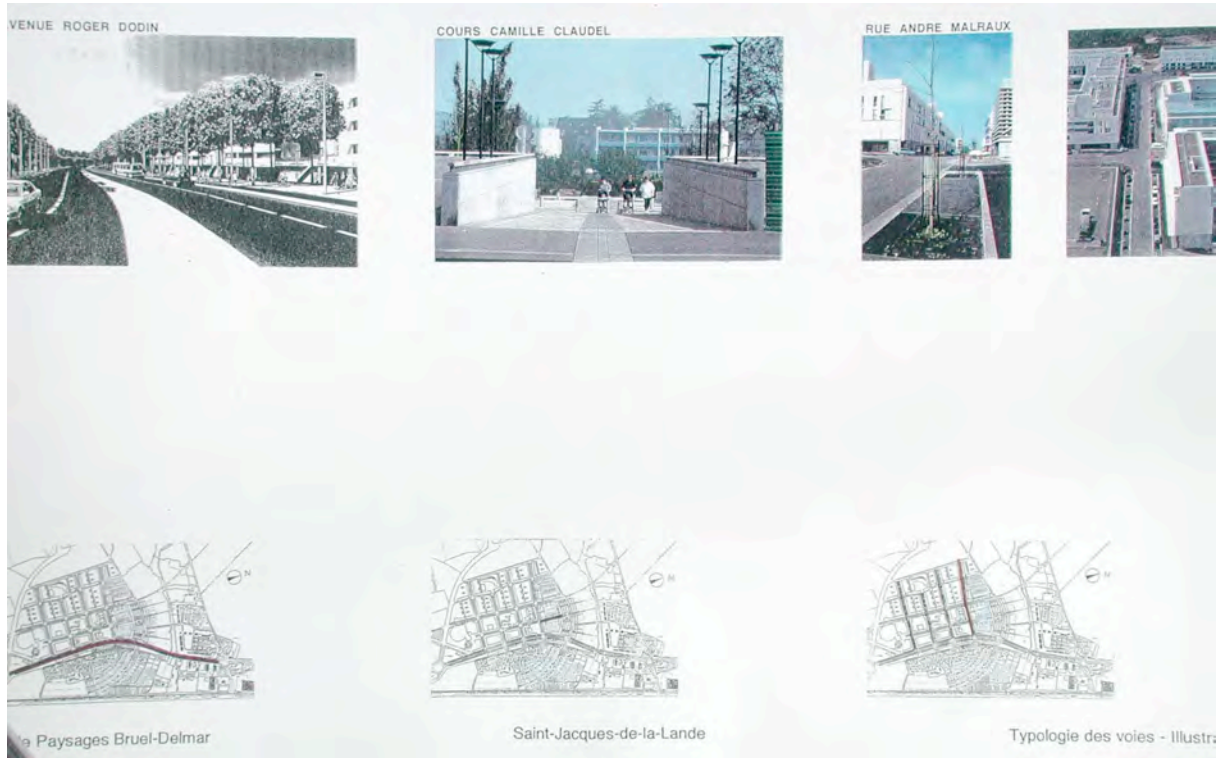 VENUE ROGER DODIN
COURS CAMILLE CLAUDEL
RUE ANDRE MALRAUX
N
N
N
Paysages Bruel-Delmar
Saint-Jacques-de-la-Lande
Typologie des voies - Illustra